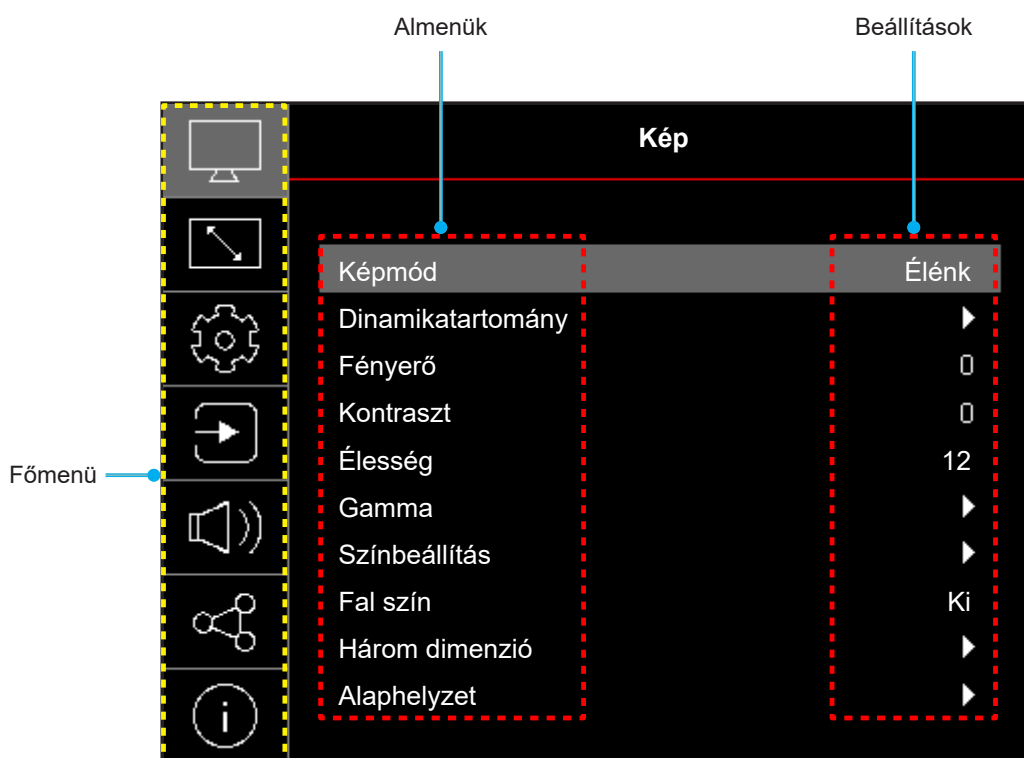 Almenük Beállítások
Kép
Képmód Élénk
Dinamikatartomány
Fényerő 0
Kontraszt 0
Élesség 12
Főmenü
Gamma
Színbeállítás
Fal szín Ki
Három dimenzió
Alaphelyzet
i